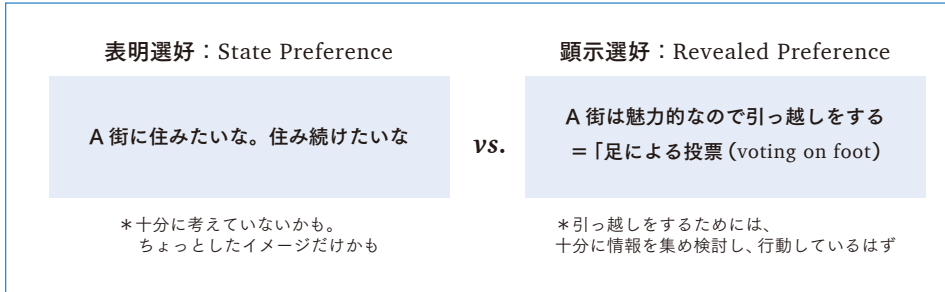 表明選好：State Preference
A 街に住みたいな。住み続けたいな
＊十分に考えていないかも。
ちょっとしたイメージだけかも
vs.
顕示選好：Revealed Preference
A 街は魅力的なので引っ越しをする
＝「足による投票 (voting on foot)
＊引っ越しをするためには、
十分に情報を集め検討し、行動しているはず